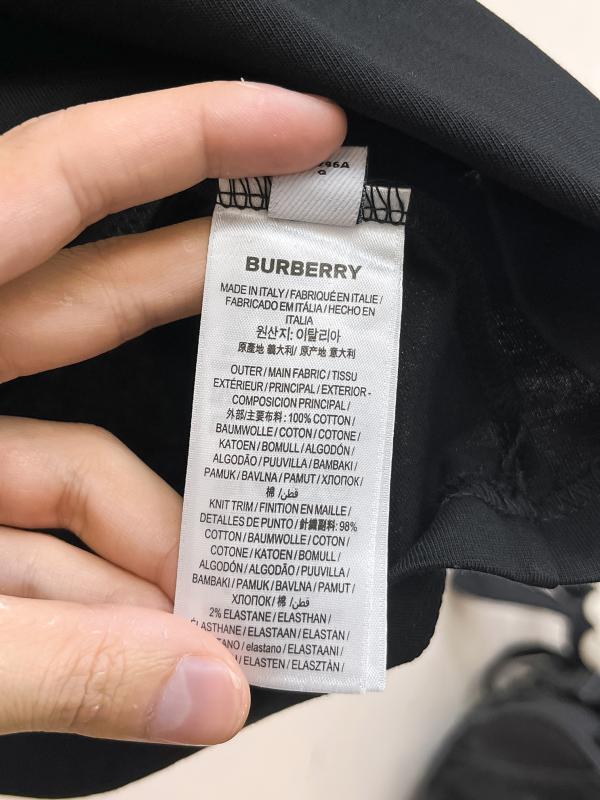 246A
G
BURBERRY
MADE IN ITALY / FABRIQUÉ EN ITALIE /
FABRICADO EM ITÁLIA / HECHO EN
ITALIA
원산지: 이탈리아
原產地 義大利/ 原产地 意大利
OUTER / MAIN FABRIC / TISSU
EXTÉRIEUR / PRINCIPAL / EXTERIOR -
COMPOSICION PRINCIPAL /
外部/主要布料: 100% COTTON /
BAUMWOLLE / COTON / COTONE /
KATOEN / BOMULL / ALGODÓN /
ALGODÃO / PUUVILLA / BAMBAKI /
PAMUK / BAVLNA / PAMUT / ХЛОПОК /
棉 /قطن
KNIT TRIM / FINITION EN MAILLE /
DETALLES DE PUNTO / 針織副料: 98%
COTTON / BAUMWOLLE / COTON /
COTONE / KATOEN / BOMULL /
ALGODÓN / ALGODÃO / PUUVILLA /
BAMBAKI / PAMUK / BAVLNA / PAMUT /
ХЛОПОК / 棉 /قطن
2% ELASTANE / ELASTHAN /
ÉLASTHANE / ELASTAAN / ELASTAN /
/ elastano / ELASTAANI /
/ ELASTEN / ELASZTÁN /